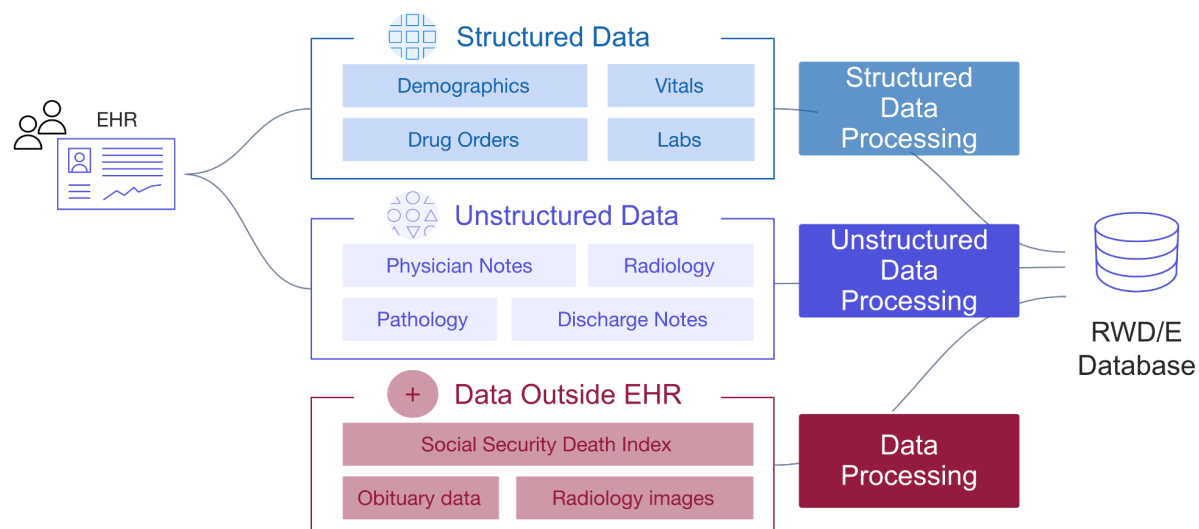 EHR
Structured Data
Demographics
Vitals
Drug Orders
Labs
Structured
Data
Processing
Unstructured Data
Physician Notes
Radiology
Pathology
Discharge Notes
Unstructured
Data
Processing
RWD/E
Database
Data Outside EHR
Social Security Death Index
Obituary data
Radiology images
Data
Processing